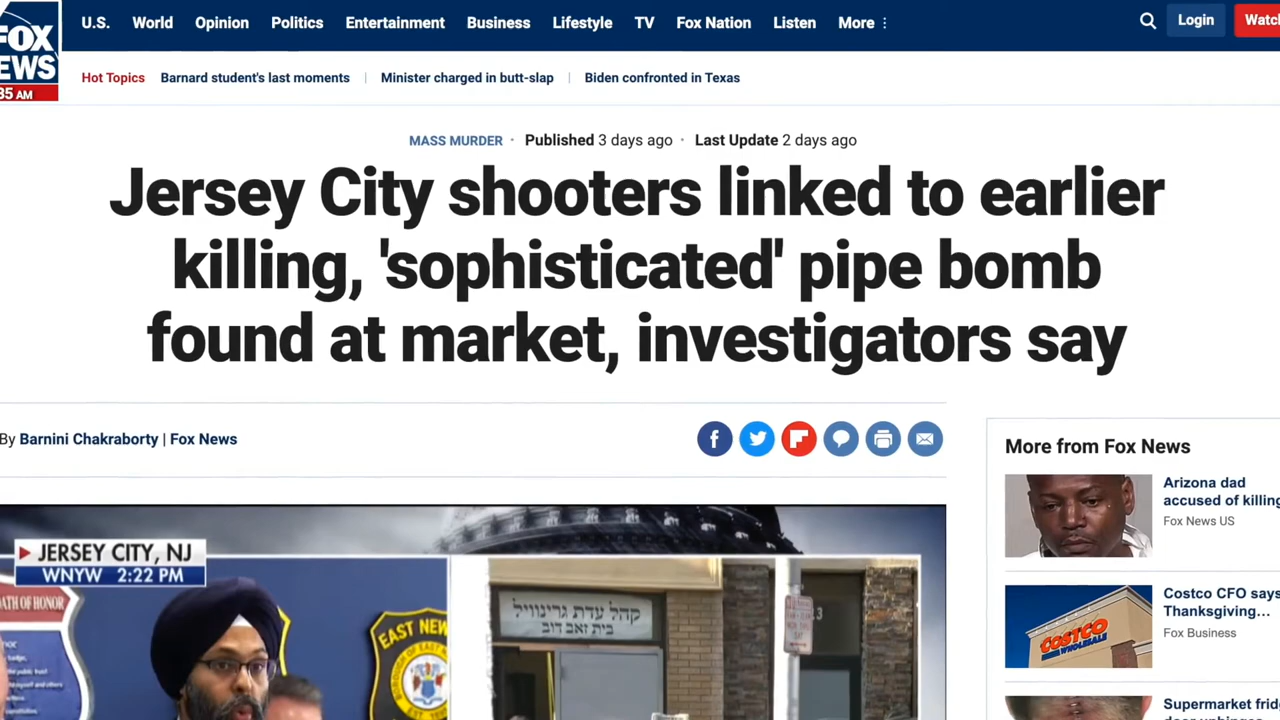 FOX
U.S. World Opinion Politics Entertainment Business Lifestyle TV Fox Nation Listen More Login Watc
EWS
35 AM
Hot Topics Barnard student's last moments Minister charged in butt-slap Biden confronted in Texas
MASS MURDER · Published 3 days ago · Last Update 2 days ago
Jersey City shooters linked to earlier
killing, 'sophisticated' pipe bomb
found at market, investigators say
By Barnini Chakraborty | Fox News
More from Fox News
Arizona dad
accused of killing
Fox News US
Costco CFO says
Thanksgiving...
Fox Business
COSTCO
WHOLESALE
Supermarket frid
JERSEY CITY, NJ
WNYW 2:22 PM
OATH OF HONOR
EAST NEW
קהל עדת גרינוויל
בית זאב דוב